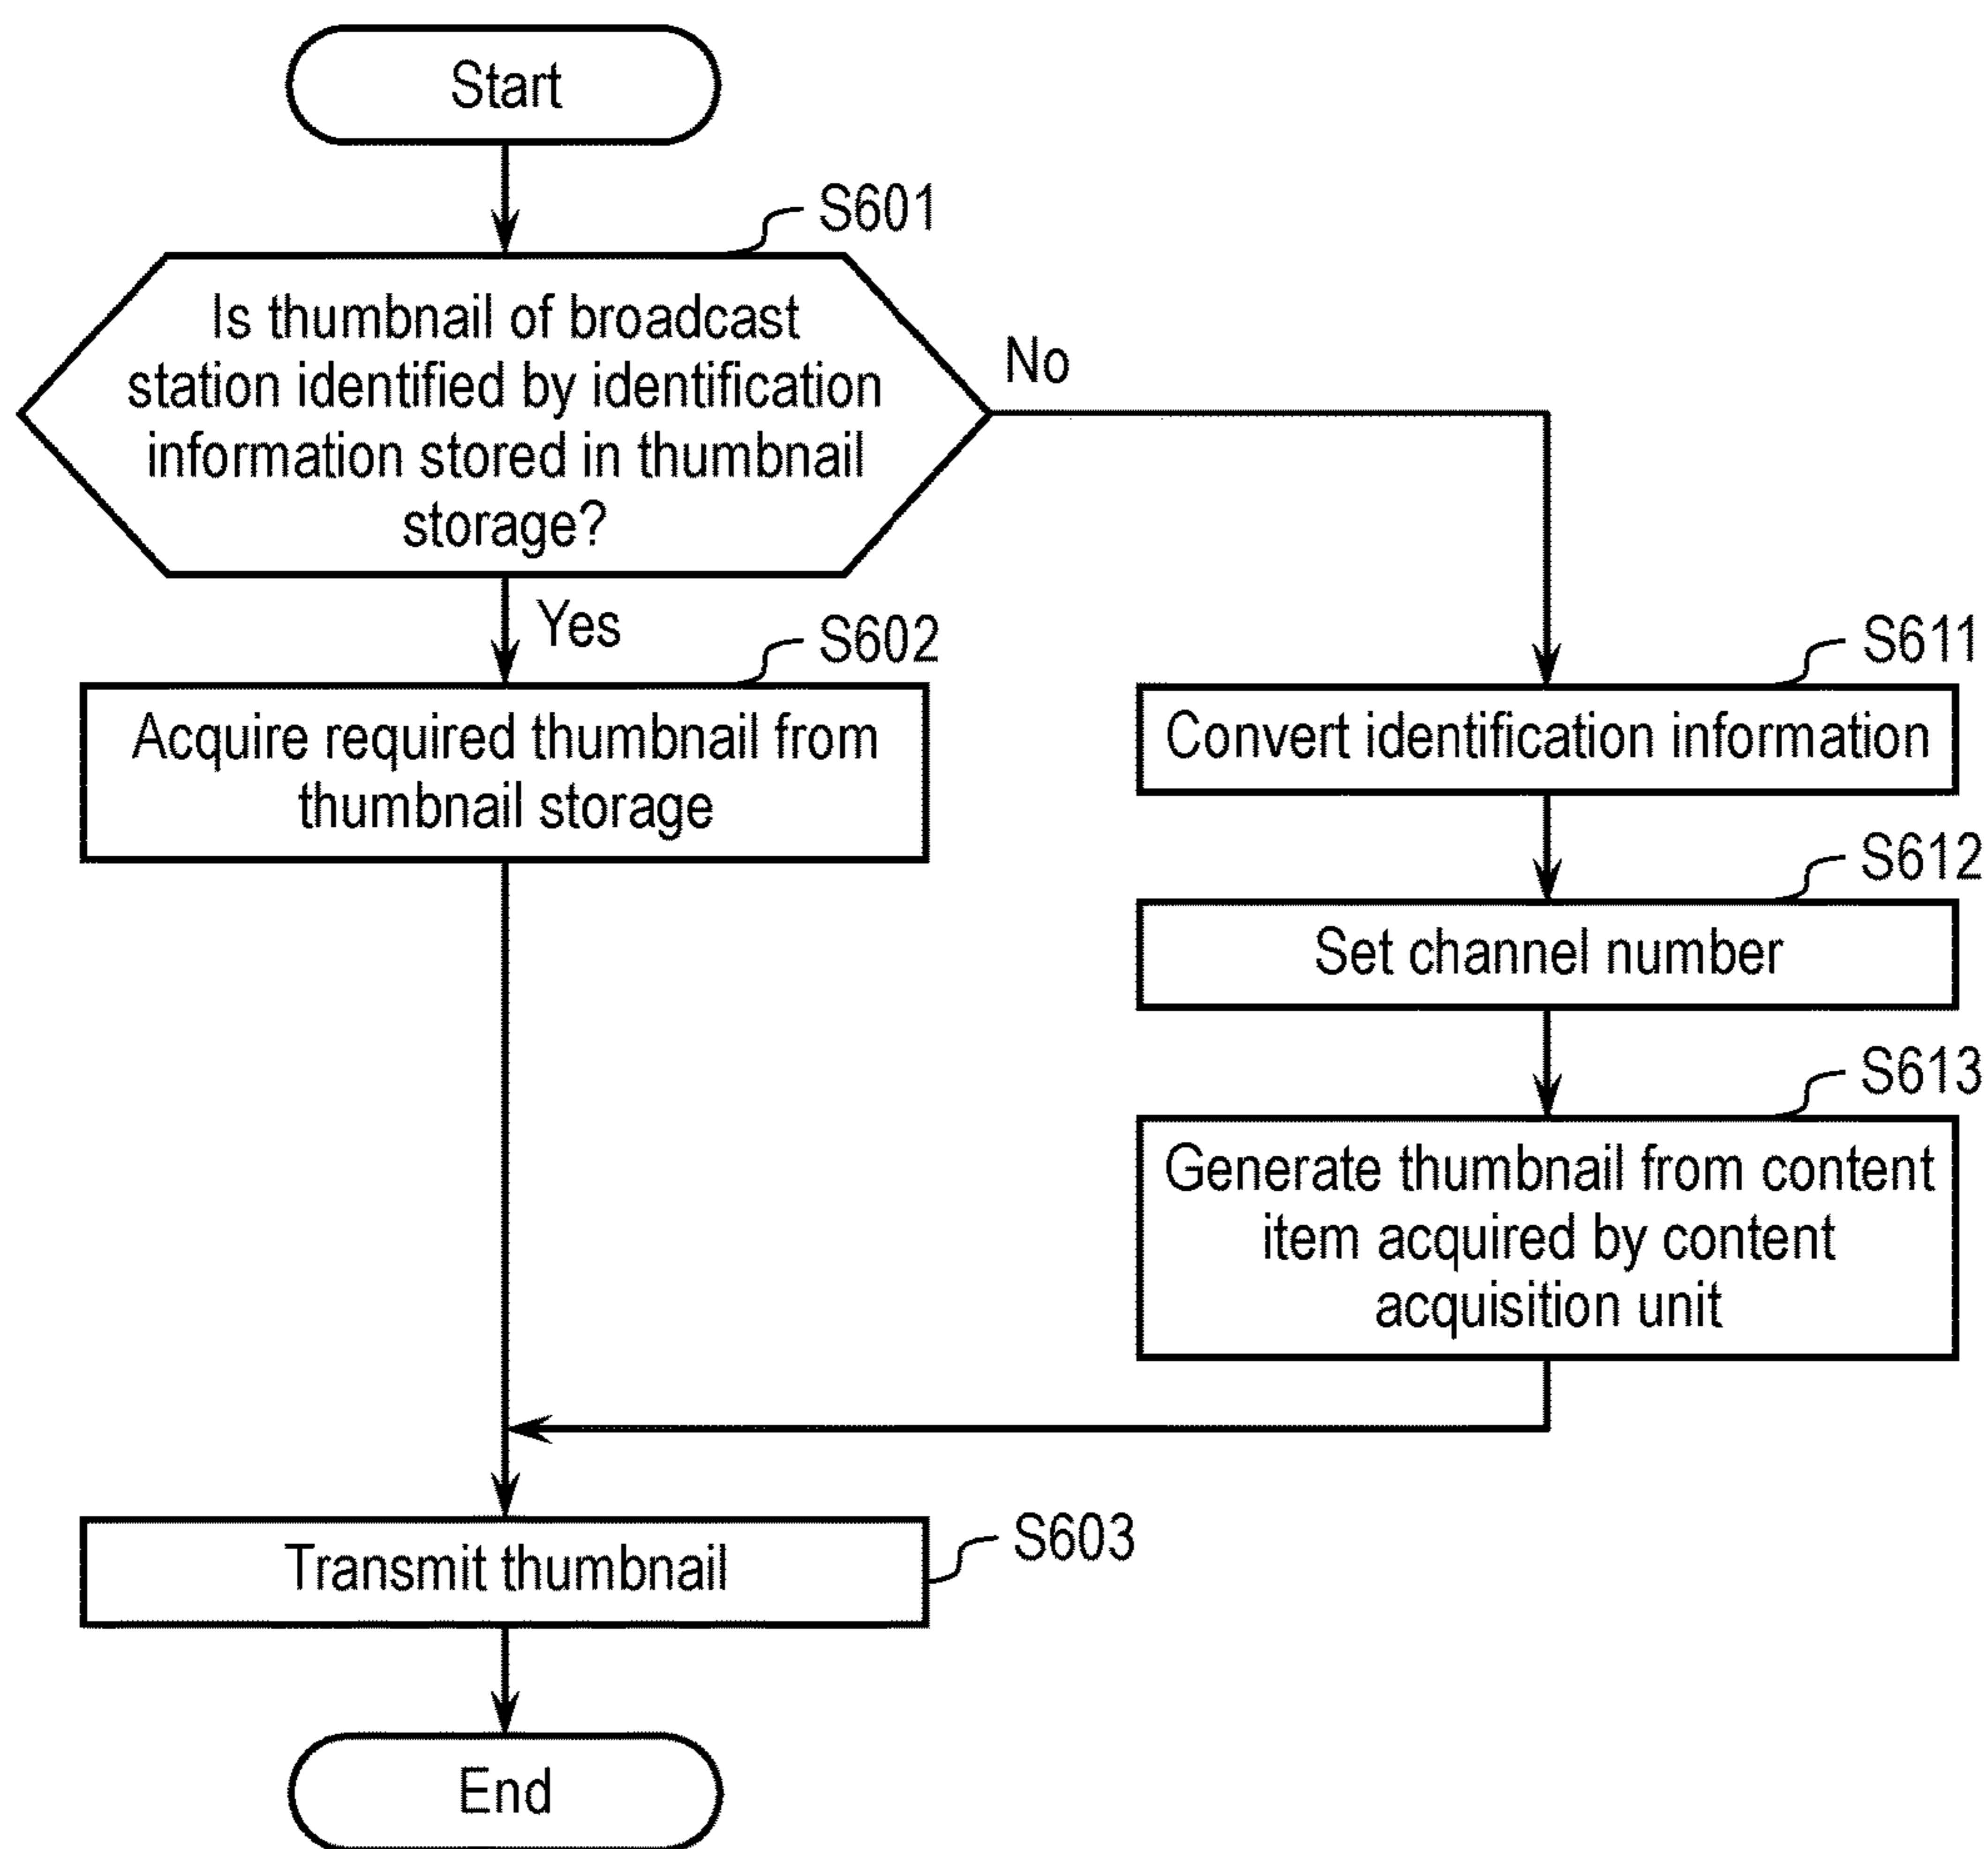 Start
S601
Is thumbnail of broadcast
station identified by identification
information stored in thumbnail
storage?
No
Yes
S602
Acquire required thumbnail from
thumbnail storage
S611
Convert identification information
S612
Set channel number
S613
Generate thumbnail from content
item acquired by content
acquisition unit
S603
Transmit thumbnail
End